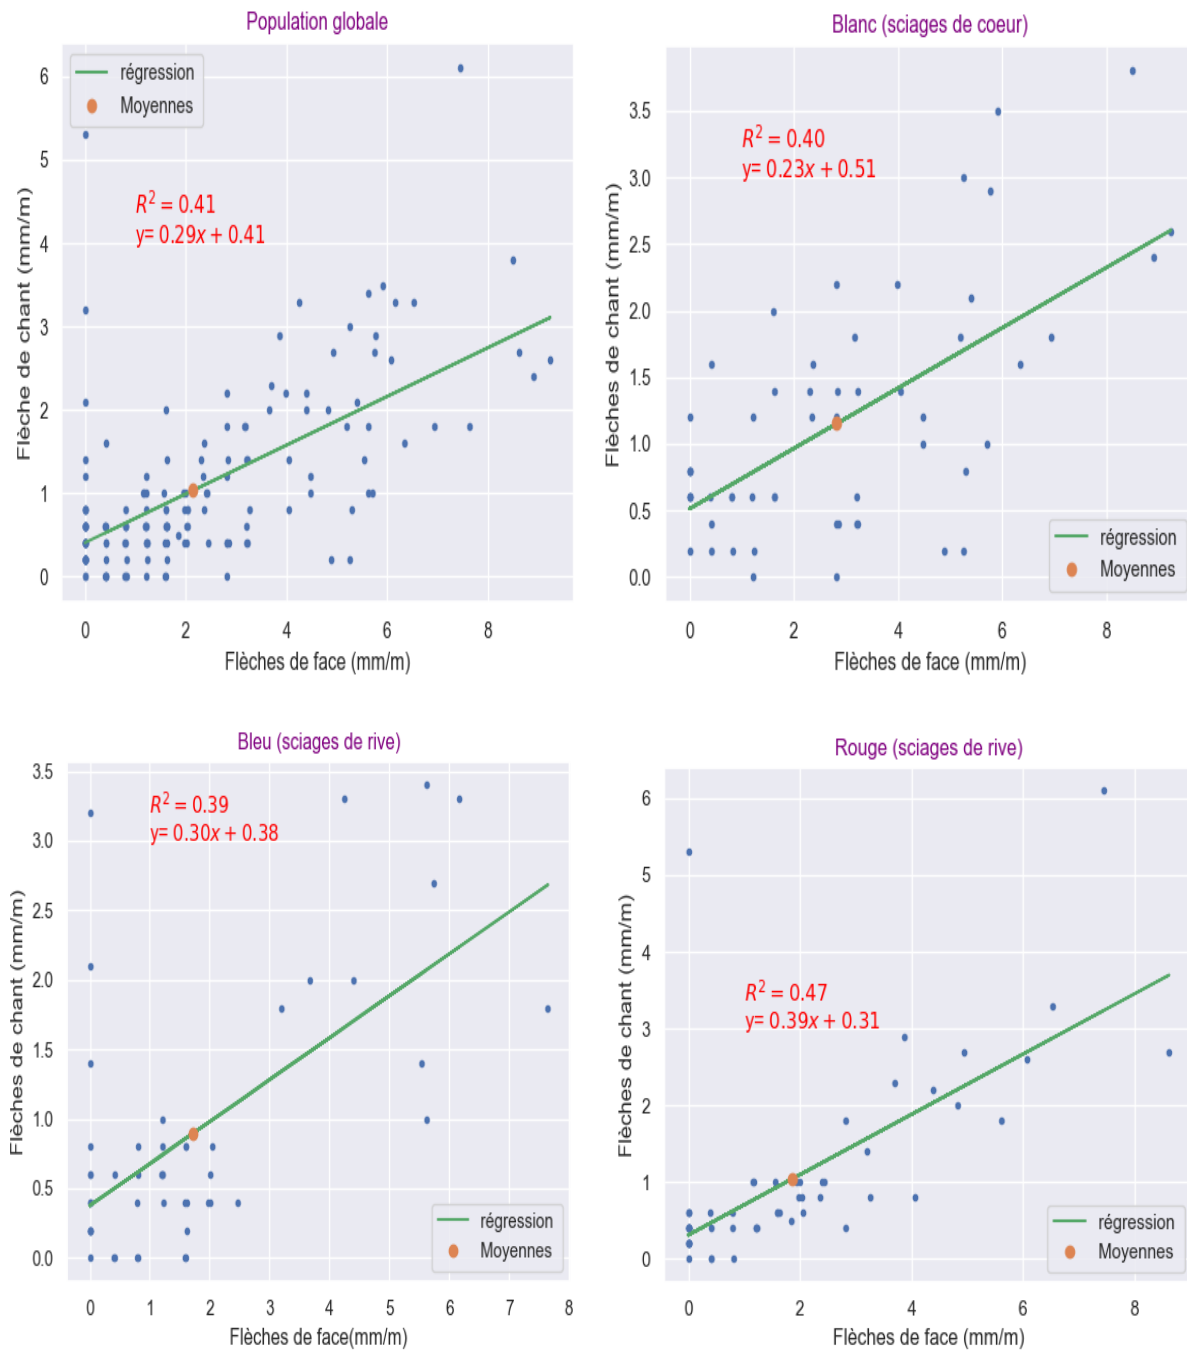 Population globale
régression
Moyennes
R² = 0.41
y= 0.29x + 0.41
Flèche de chant (mm/m)
6
5
4
3
2
1
0
0 2 4 6 8
Flèches de face (mm/m)
Blanc (sciages de coeur)
R² = 0.40
y= 0.23x + 0.51
Flèches de chant (mm/m)
3.5
3.0
2.5
2.0
1.5
1.0
0.5
0.0
régression
Moyennes
0 2 4 6 8
Flèches de face (mm/m)
Bleu (sciages de rive)
R² = 0.39
y= 0.30x + 0.38
Flèches de chant (mm/m)
3.5
3.0
2.5
2.0
1.5
1.0
0.5
0.0
régression
Moyennes
0 1 2 3 4 5 6 7 8
Flèches de face(mm/m)
Rouge (sciages de rive)
R² = 0.47
y= 0.39x + 0.31
Flèches de chant (mm/m)
6
5
4
3
2
1
0
régression
Moyennes
0 2 4 6 8
Flèches de face (mm/m)